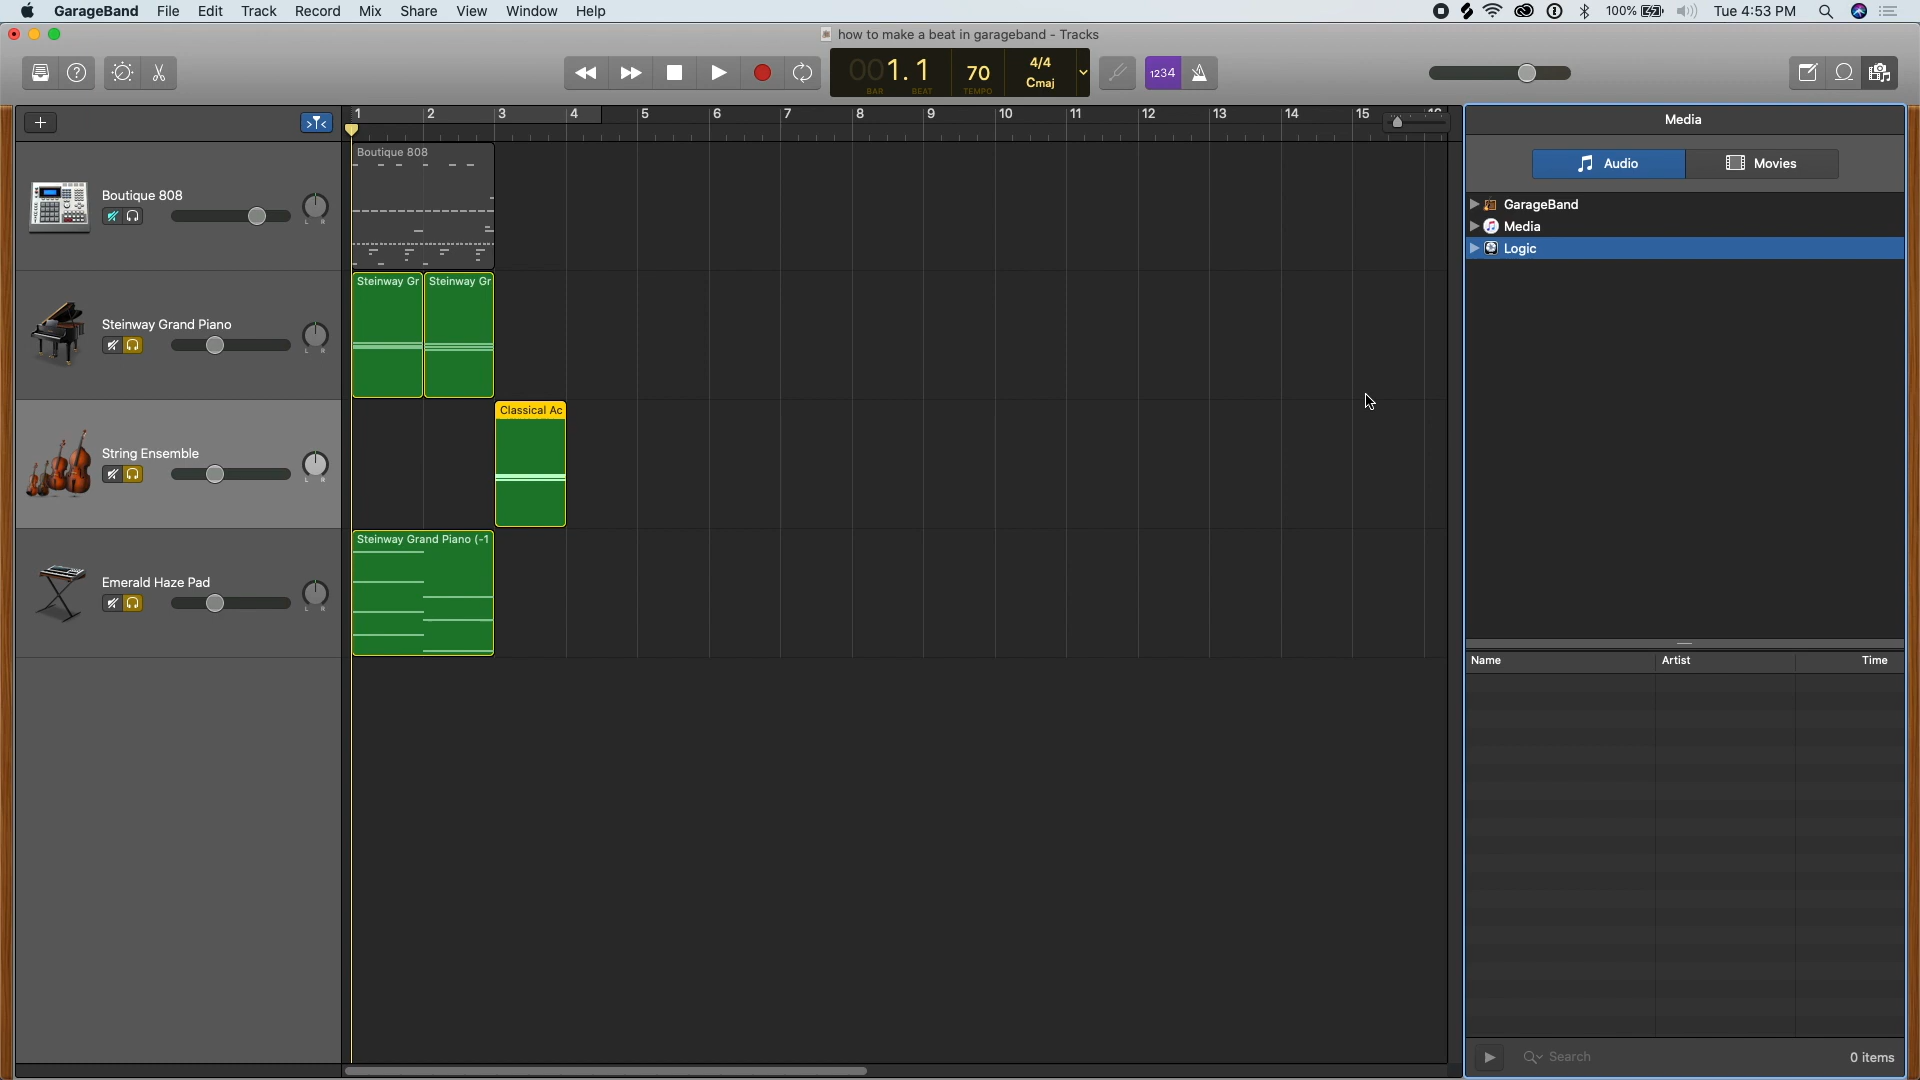 GarageBand File Edit Track Record Mix Share View Window Help
100% Tue 4:53 PM
how to make a beat in garageband - Tracks
001.1 70 4/4
Cmaj
BAR BEAT TEMPO
1234
1 2 3 4 5 6 7 8 9 10 11 12 13 14 15 16
Boutique 808
L R
Steinway Grand Piano
L R
String Ensemble
L R
Emerald Haze Pad
L R
Boutique 808
Steinway Gr Steinway Gr
Classical Ac
Steinway Grand Piano (-1
Media
Audio Movies
GarageBand
Media
Logic
Name Artist Time
Search 0 items